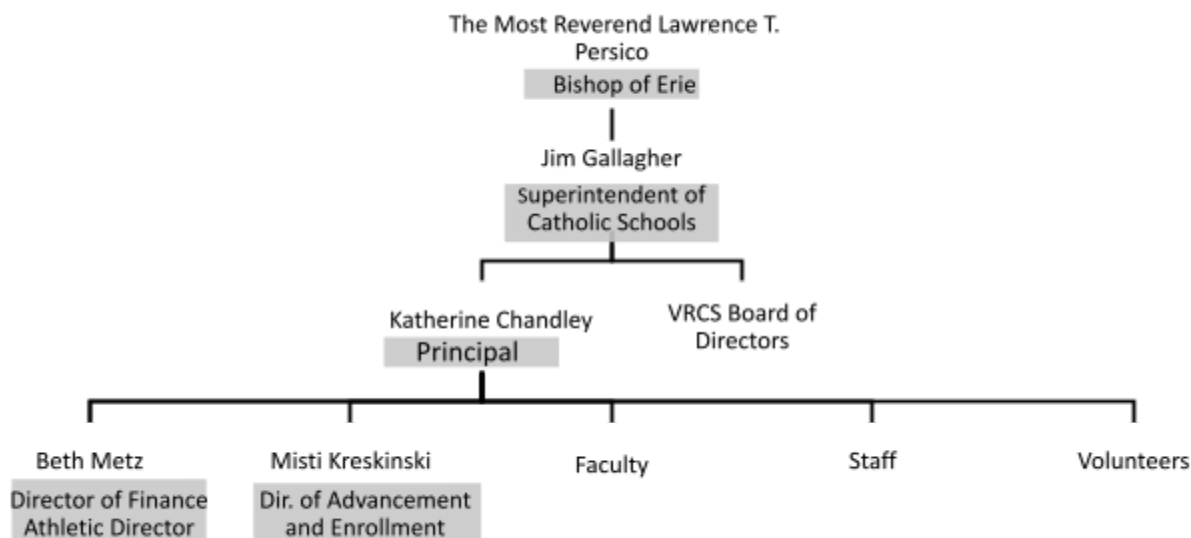 The Most Reverend Lawrence T.
Persico
Bishop of Erie
Jim Gallagher
Superintendent of
Catholic Schools
Katherine Chandley
Principal
VRCS Board of
Directors
Beth Metz
Director of Finance
Athletic Director
Misti Kreskinski
Dir. of Advancement
and Enrollment
Faculty
Staff
Volunteers